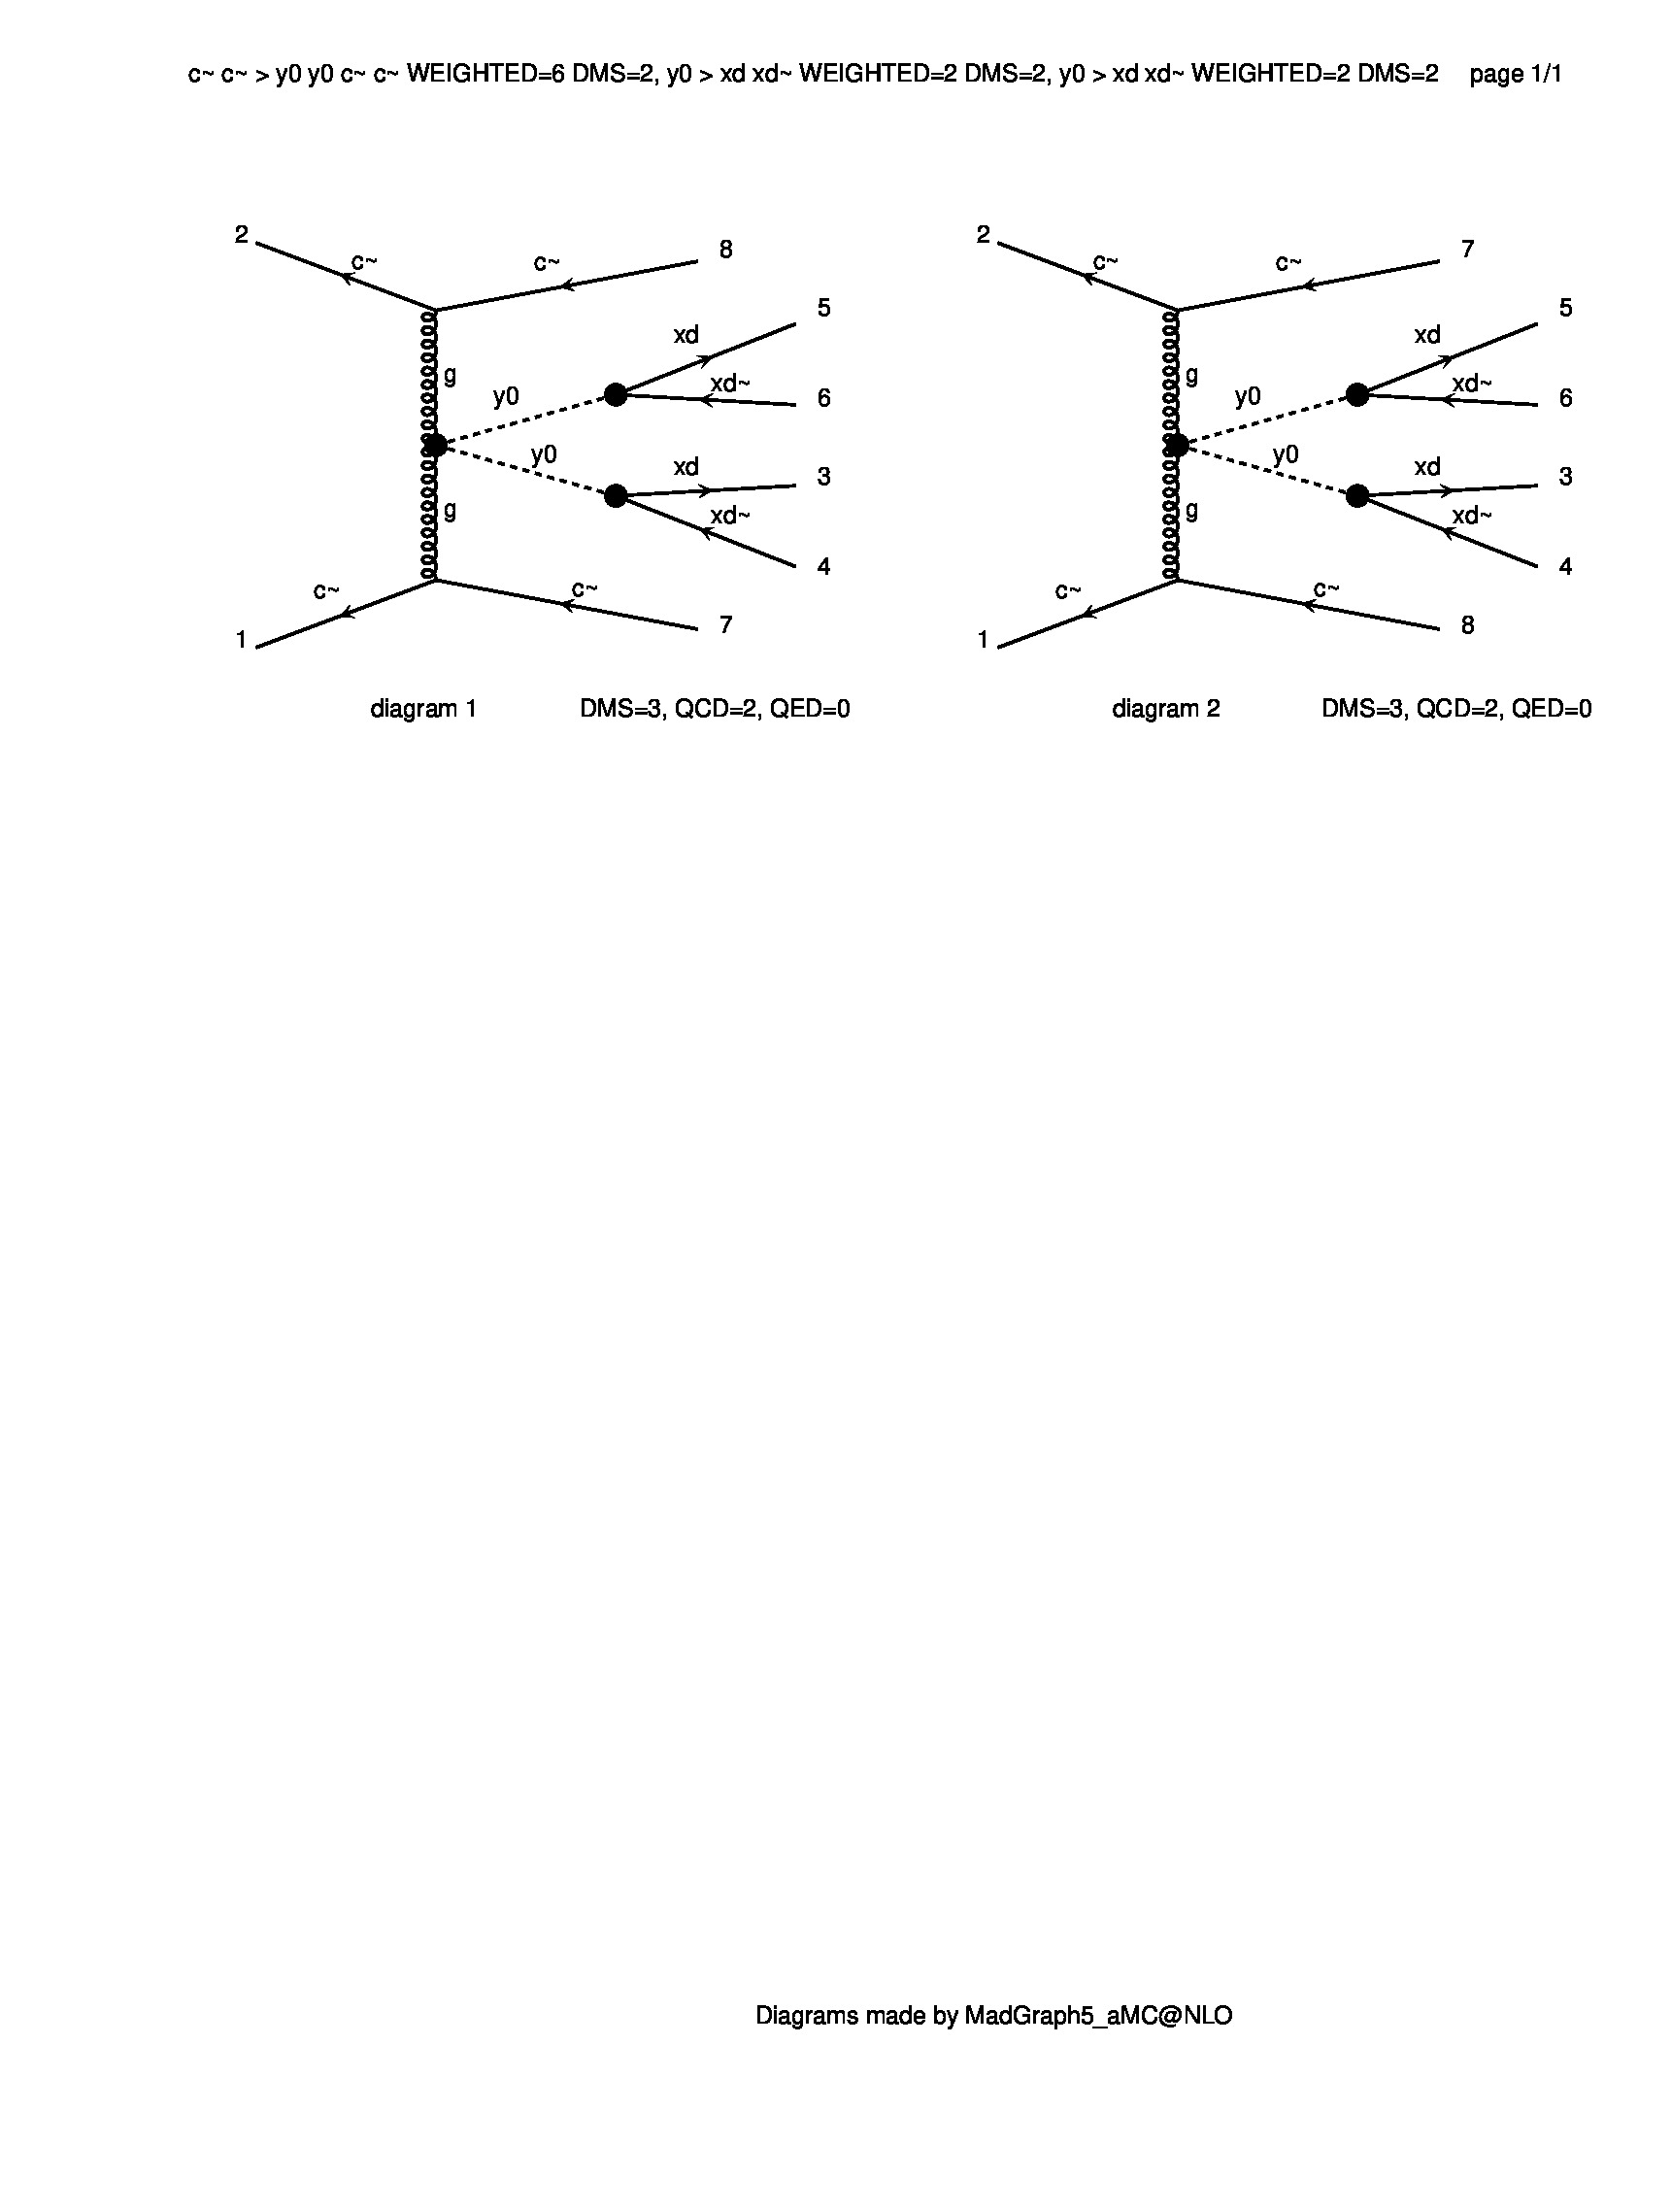 c~ c~ > y0 y0 c~ c~ WEIGHTED=6 DMS=2, y0 > xd xd~ WEIGHTED=2 DMS=2, y0 > xd xd~ WEIGHTED=2 DMS=2 page 1/1
2
c~
c~
8
5
xd
g
xd~
y0
6
y0
xd
3
g
xd~
4
c~
c~
7
1
diagram 1 DMS=3, QCD=2, QED=0
2
c~
c~
7
5
xd
g
xd~
y0
6
y0
xd
3
g
xd~
4
c~
c~
8
1
diagram 2 DMS=3, QCD=2, QED=0
Diagrams made by MadGraph5_aMC@NLO